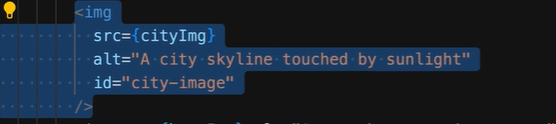 <img
src={cityImg}
alt="A city skyline touched by sunlight"
id="city-image"
/>